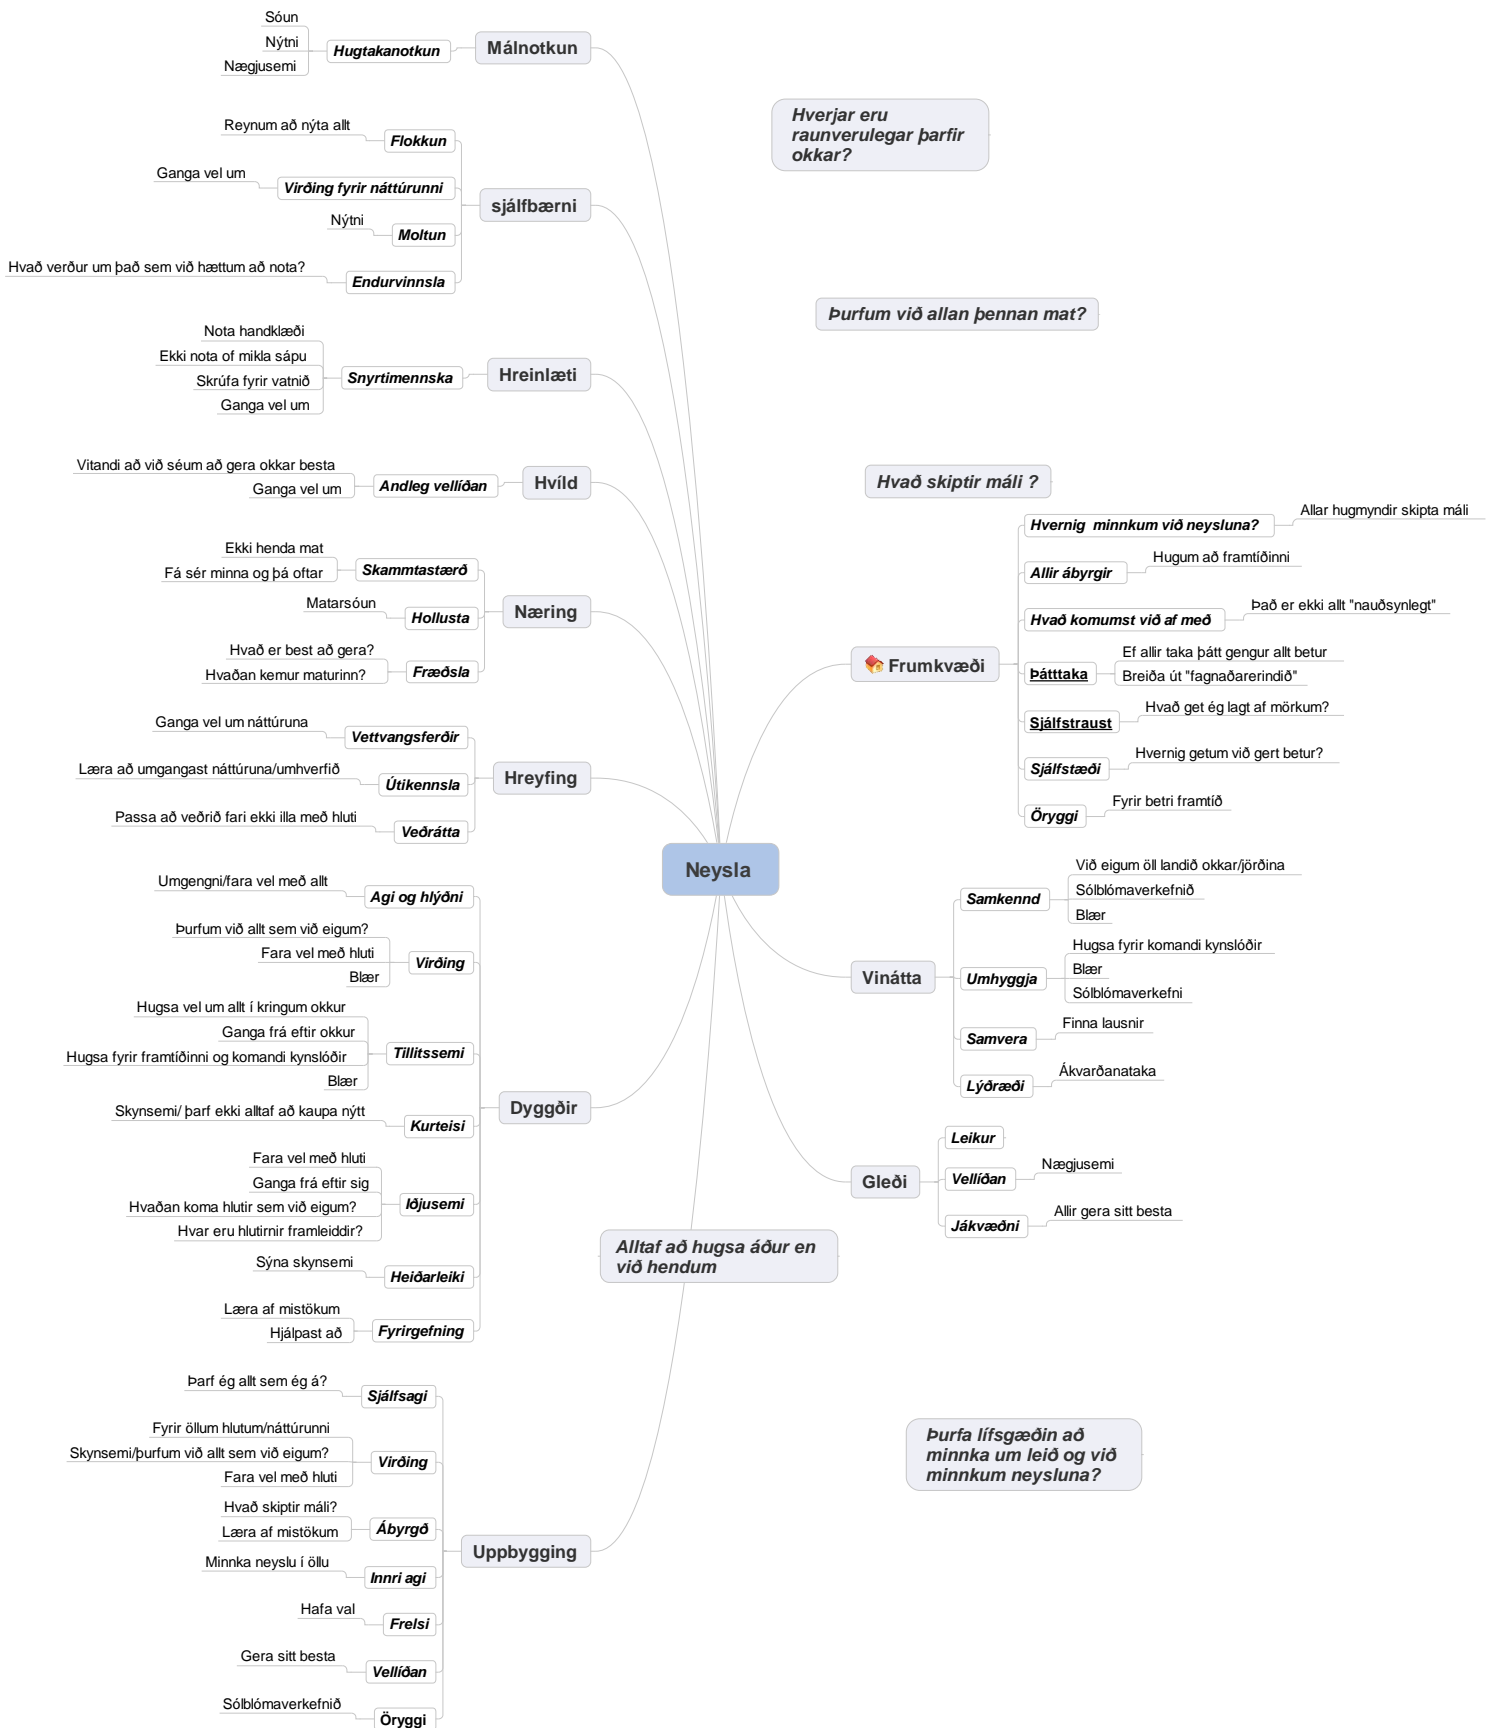 Sóun
Nýtni
Nægjusemi
Hugtakanotkun
Málnotkun
Reynum að nýta allt
Flokkun
Ganga vel um
Virðing fyrir náttúrunni
Nýtni
Moltun
Hvað verður um það sem við hættum að nota?
Endurvinnsla
sjálfbærni
Nota handklæði
Ekki nota of mikla sápu
Skrúfa fyrir vatnið
Ganga vel um
Snyrtimennska
Hreinlæti
Vitandi að við séum að gera okkar besta
Ganga vel um
Andleg vellíðan
Hvíld
Ekki henda mat
Fá sér minna og þá oftar
Skammtastærð
Matarsóun
Hollusta
Hvað er best að gera?
Hvaðan kemur maturinn?
Fræðsla
Næring
Ganga vel um náttúruna
Vettvangsferðir
Læra að umgangast náttúruna/umhverfið
Útikennsla
Passa að veðrið fari ekki illa með hluti
Veðrátta
Hreyfing
Umgengni/fara vel með allt
Agi og hlýðni
Þurfum við allt sem við eigum?
Fara vel með hluti
Blær
Virðing
Hugsa vel um allt í kringum okkur
Ganga frá eftir okkur
Hugsa fyrir framtíðinni og komandi kynslóðir
Blær
Tillitssemi
Skynsemi/ þarf ekki alltaf að kaupa nýtt
Kurteisi
Fara vel með hluti
Ganga frá eftir sig
Hvaðan koma hlutir sem við eigum?
Hvar eru hlutirnir framleiddir?
Iðjusemi
Sýna skynsemi
Heiðarleiki
Læra af mistökum
Hjálpast að
Fyrirgefning
Dyggðir
Þarf ég allt sem ég á?
Sjálfsagi
Fyrir öllum hlutum/náttúrunni
Skynsemi/þurfum við allt sem við eigum?
Fara vel með hluti
Virðing
Hvað skiptir máli?
Læra af mistökum
Ábyrgð
Minnka neyslu í öllu
Innri agi
Hafa val
Frelsi
Gera sitt besta
Vellíðan
Sólblómaverkefnið
Öryggi
Uppbygging
Neysla
Hverjar eru
raunverulegar þarfir
okkar?
Þurfum við allan þennan mat?
Hvað skiptir máli ?
Frumkvæði
Hvernig  minnkum við neysluna?
Allar hugmyndir skipta máli
Allir ábyrgir
Hugum að framtíðinni
Hvað komumst við af með
Það er ekki allt "nauðsynlegt"
Þátttaka
Ef allir taka þátt gengur allt betur
Breiða út "fagnaðarerindið"
Sjálfstraust
Hvað get ég lagt af mörkum?
Sjálfstæði
Hvernig getum við gert betur?
Öryggi
Fyrir betri framtíð
Vinátta
Samkennd
Við eigum öll landið okkar/jörðina
Sólblómaverkefnið
Blær
Umhyggja
Hugsa fyrir komandi kynslóðir
Blær
Sólblómaverkefni
Samvera
Finna lausnir
Lýðræði
Ákvarðanataka
Gleði
Leikur
Vellíðan
Nægjusemi
Jákvæðni
Allir gera sitt besta
Alltaf að hugsa áður en
við hendum
Þurfa lífsgæðin að
minnka um leið og við
minnkum neysluna?